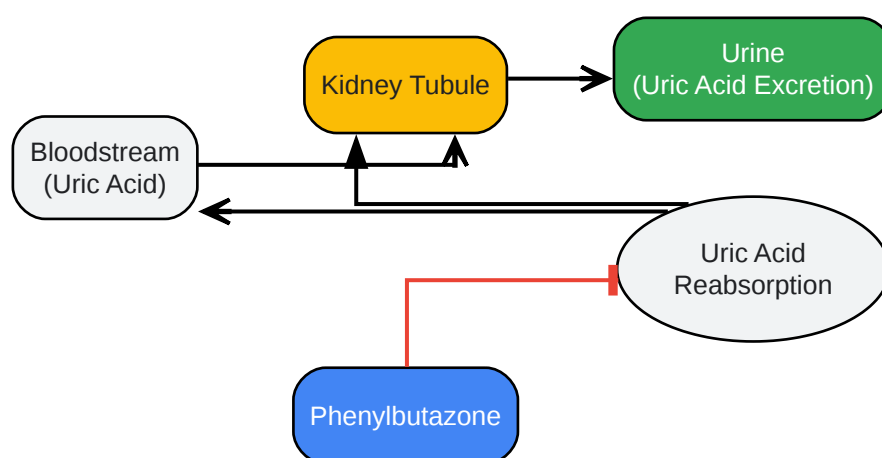 Urine
(Uric Acid Excretion)
Kidney Tubule
Bloodstream
(Uric Acid)
Uric Acid
Reabsorption
Phenylbutazone